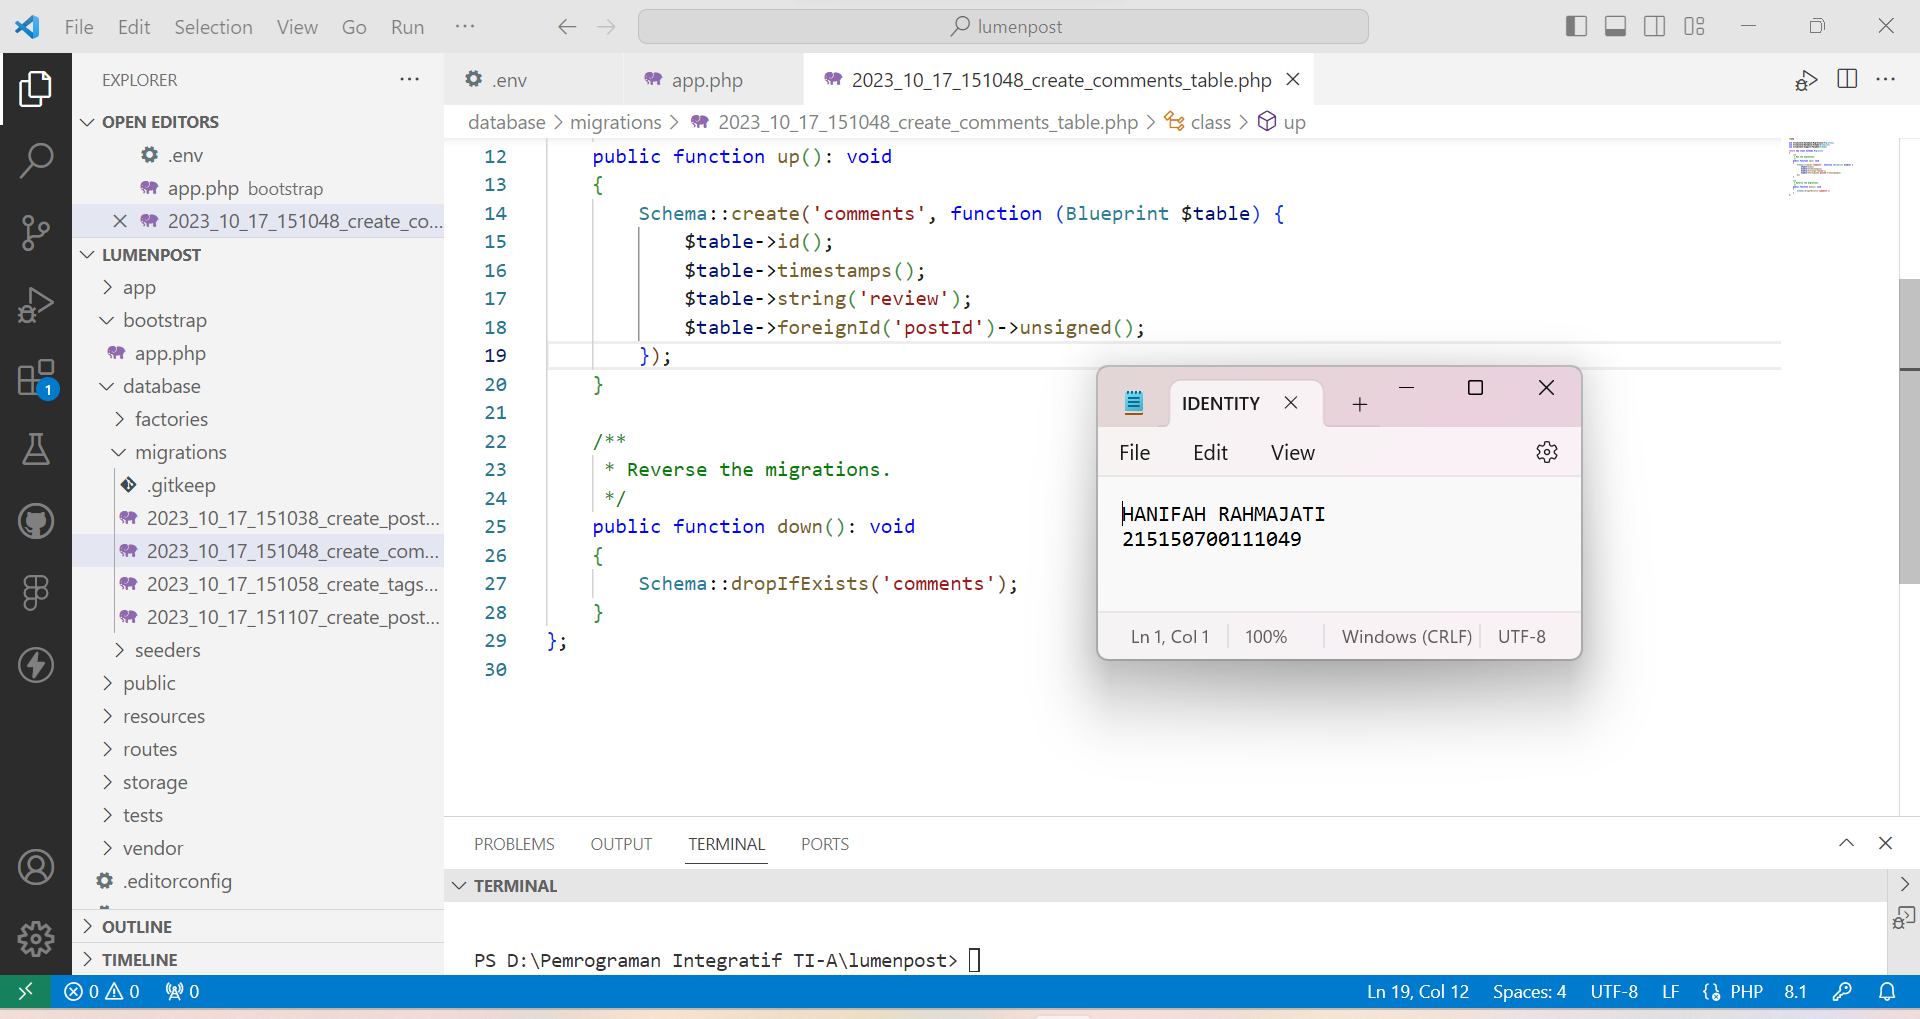 File Edit Selection View Go Run ··· lumenpost
EXPLORER ···
OPEN EDITORS
.env
app.php bootstrap
2023_10_17_151048_create_co...
LUMENPOST
app
bootstrap
app.php
database
factories
migrations
.gitkeep
2023_10_17_151038_create_post...
2023_10_17_151048_create_com...
2023_10_17_151058_create_tags...
2023_10_17_151107_create_post...
seeders
public
resources
routes
storage
tests
vendor
.editorconfig
OUTLINE
TIMELINE
1
.env app.php 2023_10_17_151048_create_comments_table.php
database > migrations > 2023_10_17_151048_create_comments_table.php > class > up
12 public function up(): void
13 {
14 Schema::create('comments', function (Blueprint $table) {
15 $table->id();
16 $table->timestamps();
17 $table->string('review');
18 $table->foreignId('postId')->unsigned();
19 });
20 }
21
22 /**
23 * Reverse the migrations.
24 */
25 public function down(): void
26 {
27 Schema::dropIfExists('comments');
28 }
29 };
30
IDENTITY
File Edit View
HANIFAH RAHMAJATI
215150700111049
Ln 1, Col 1 100% Windows (CRLF) UTF-8
PROBLEMS OUTPUT TERMINAL PORTS
TERMINAL
PS D:\Pemrograman Integratif TI-A\lumenpost>
0 0 0 Ln 19, Col 12 Spaces: 4 UTF-8 LF PHP 8.1